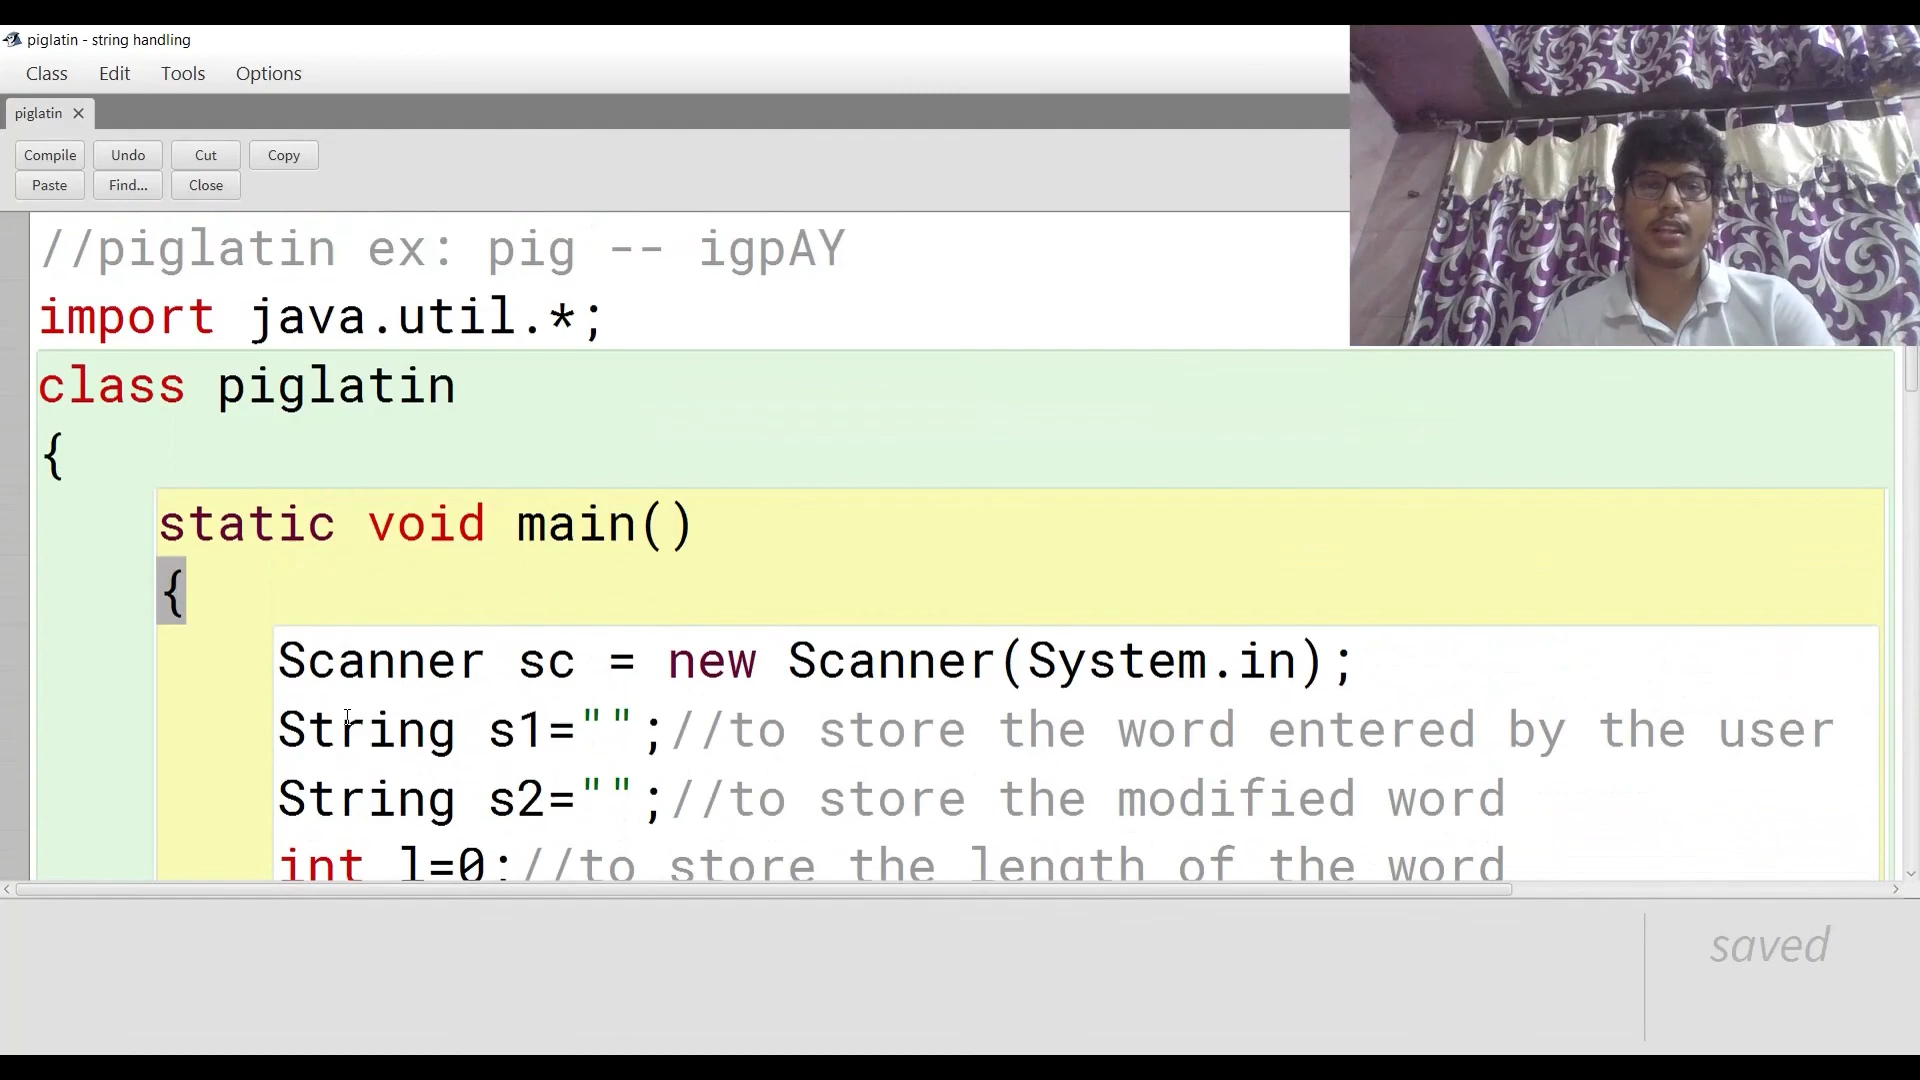 piglatin - string handling
Class Edit Tools Options
piglatin
Compile Undo Cut Copy
Paste Find... Close
//piglatin ex: pig -- igpAY
import java.util.*;
class piglatin
{
static void main()
{
Scanner sc = new Scanner(System.in);
String s1="";//to store the word entered by the user
String s2="";//to store the modified word
int l=0;//to store the length of the word
saved